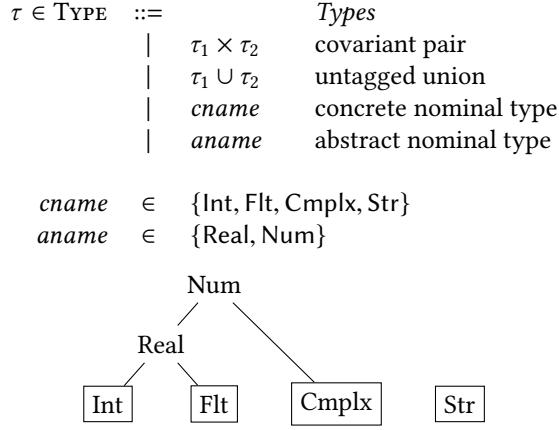 τ ∈ Type ::= Types
| τ₁ × τ₂ covariant pair
| τ₁ ∪ τ₂ untagged union
| cname concrete nominal type
| aname abstract nominal type
cname ∈ {Int, Flt, Cmplx, Str}
aname ∈ {Real, Num}
Num
Real
Int Flt Cmplx Str